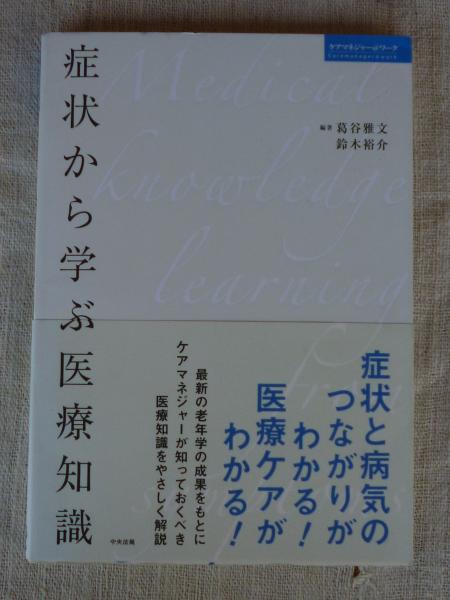 ケアマネジャー@ワーク
Caremanager@work
編著 葛谷雅文
鈴木裕介
症状から学ぶ医療知識
Medical
knowledge
learning
from
symptoms
症状と病気の
つながりが
わかる!
医療ケアが
わかる!
最新の老年学の成果をもとに
ケアマネジャーが知っておくべき
医療知識をやさしく解説
中央法規